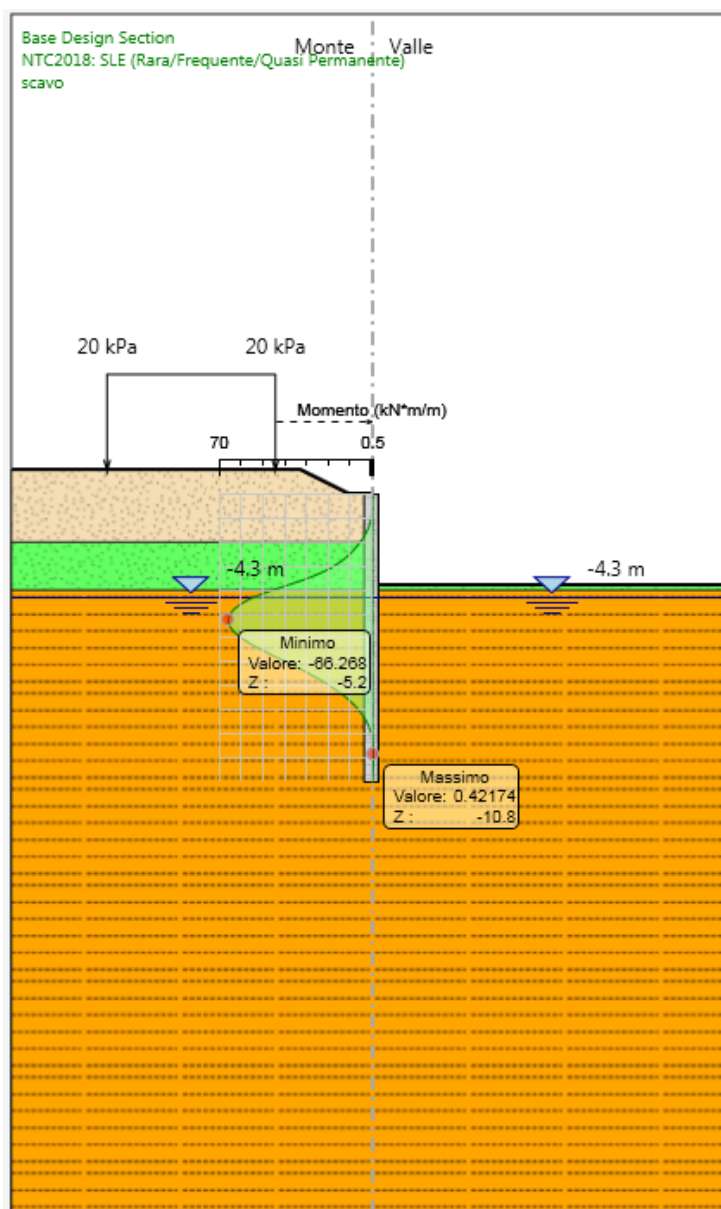 Base Design Section
Monte
Valle
NTC2018: SLE (Rara/Frequente/Quasi Permanente)
scavo
20 kPa
20 kPa
Momento (kN*m/m)
70
0.5
-4.3 m
-4.3 m
Minimo
Valore: -66.268
Z : -5.2
Massimo
Valore: 0.42174
Z : -10.8